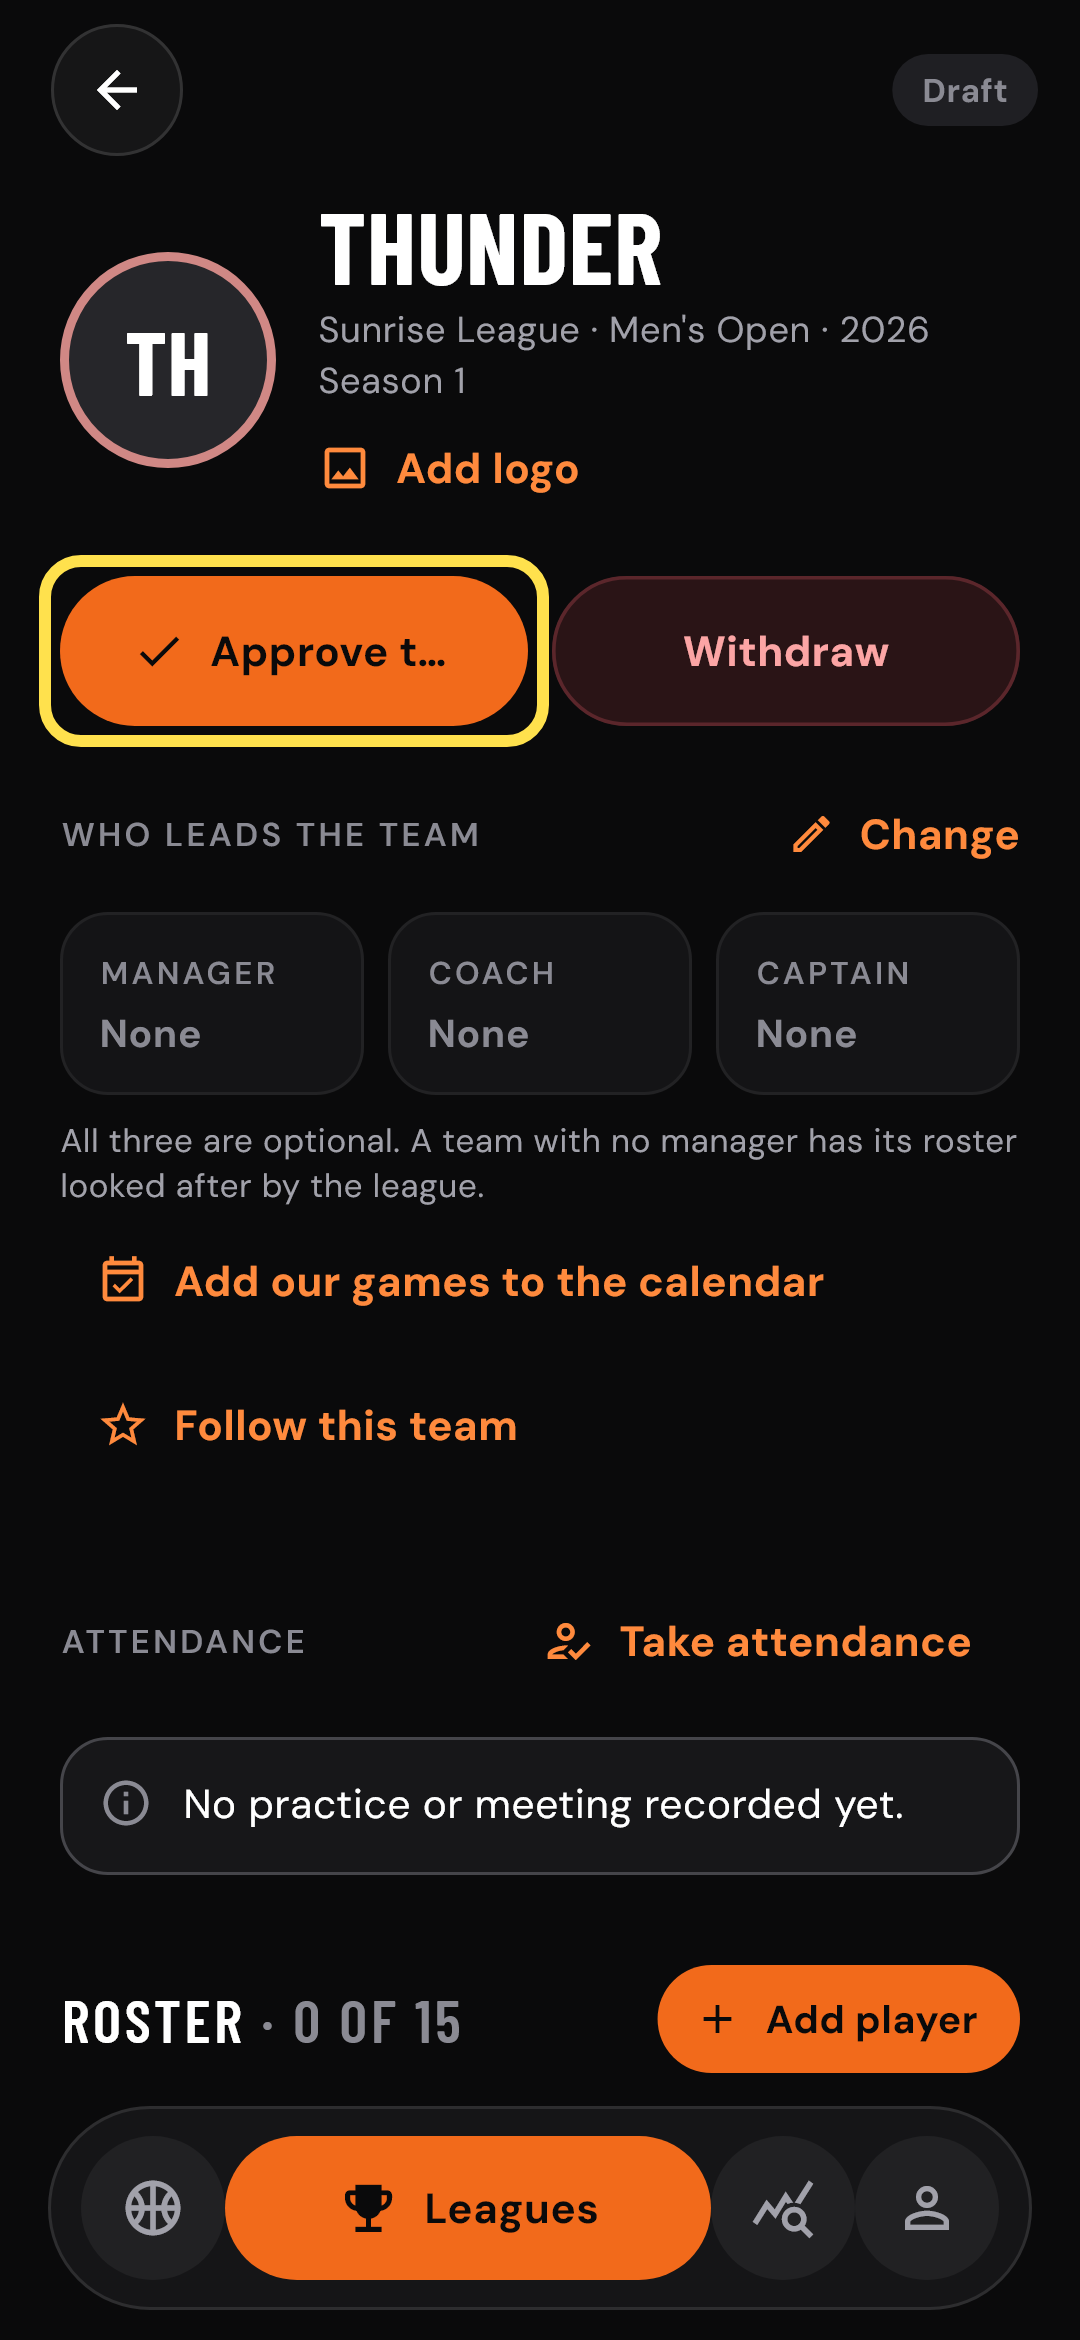 Draft
THUNDER
TH
Sunrise League · Men's Open · 2026
Season 1
Add logo
Approve t…
Withdraw
WHO LEADS THE TEAM
Change
MANAGER
None
COACH
None
CAPTAIN
None
All three are optional. A team with no manager has its roster
looked after by the league.
Add our games to the calendar
Follow this team
ATTENDANCE
Take attendance
No practice or meeting recorded yet.
ROSTER · 0 OF 15
Add player
Leagues